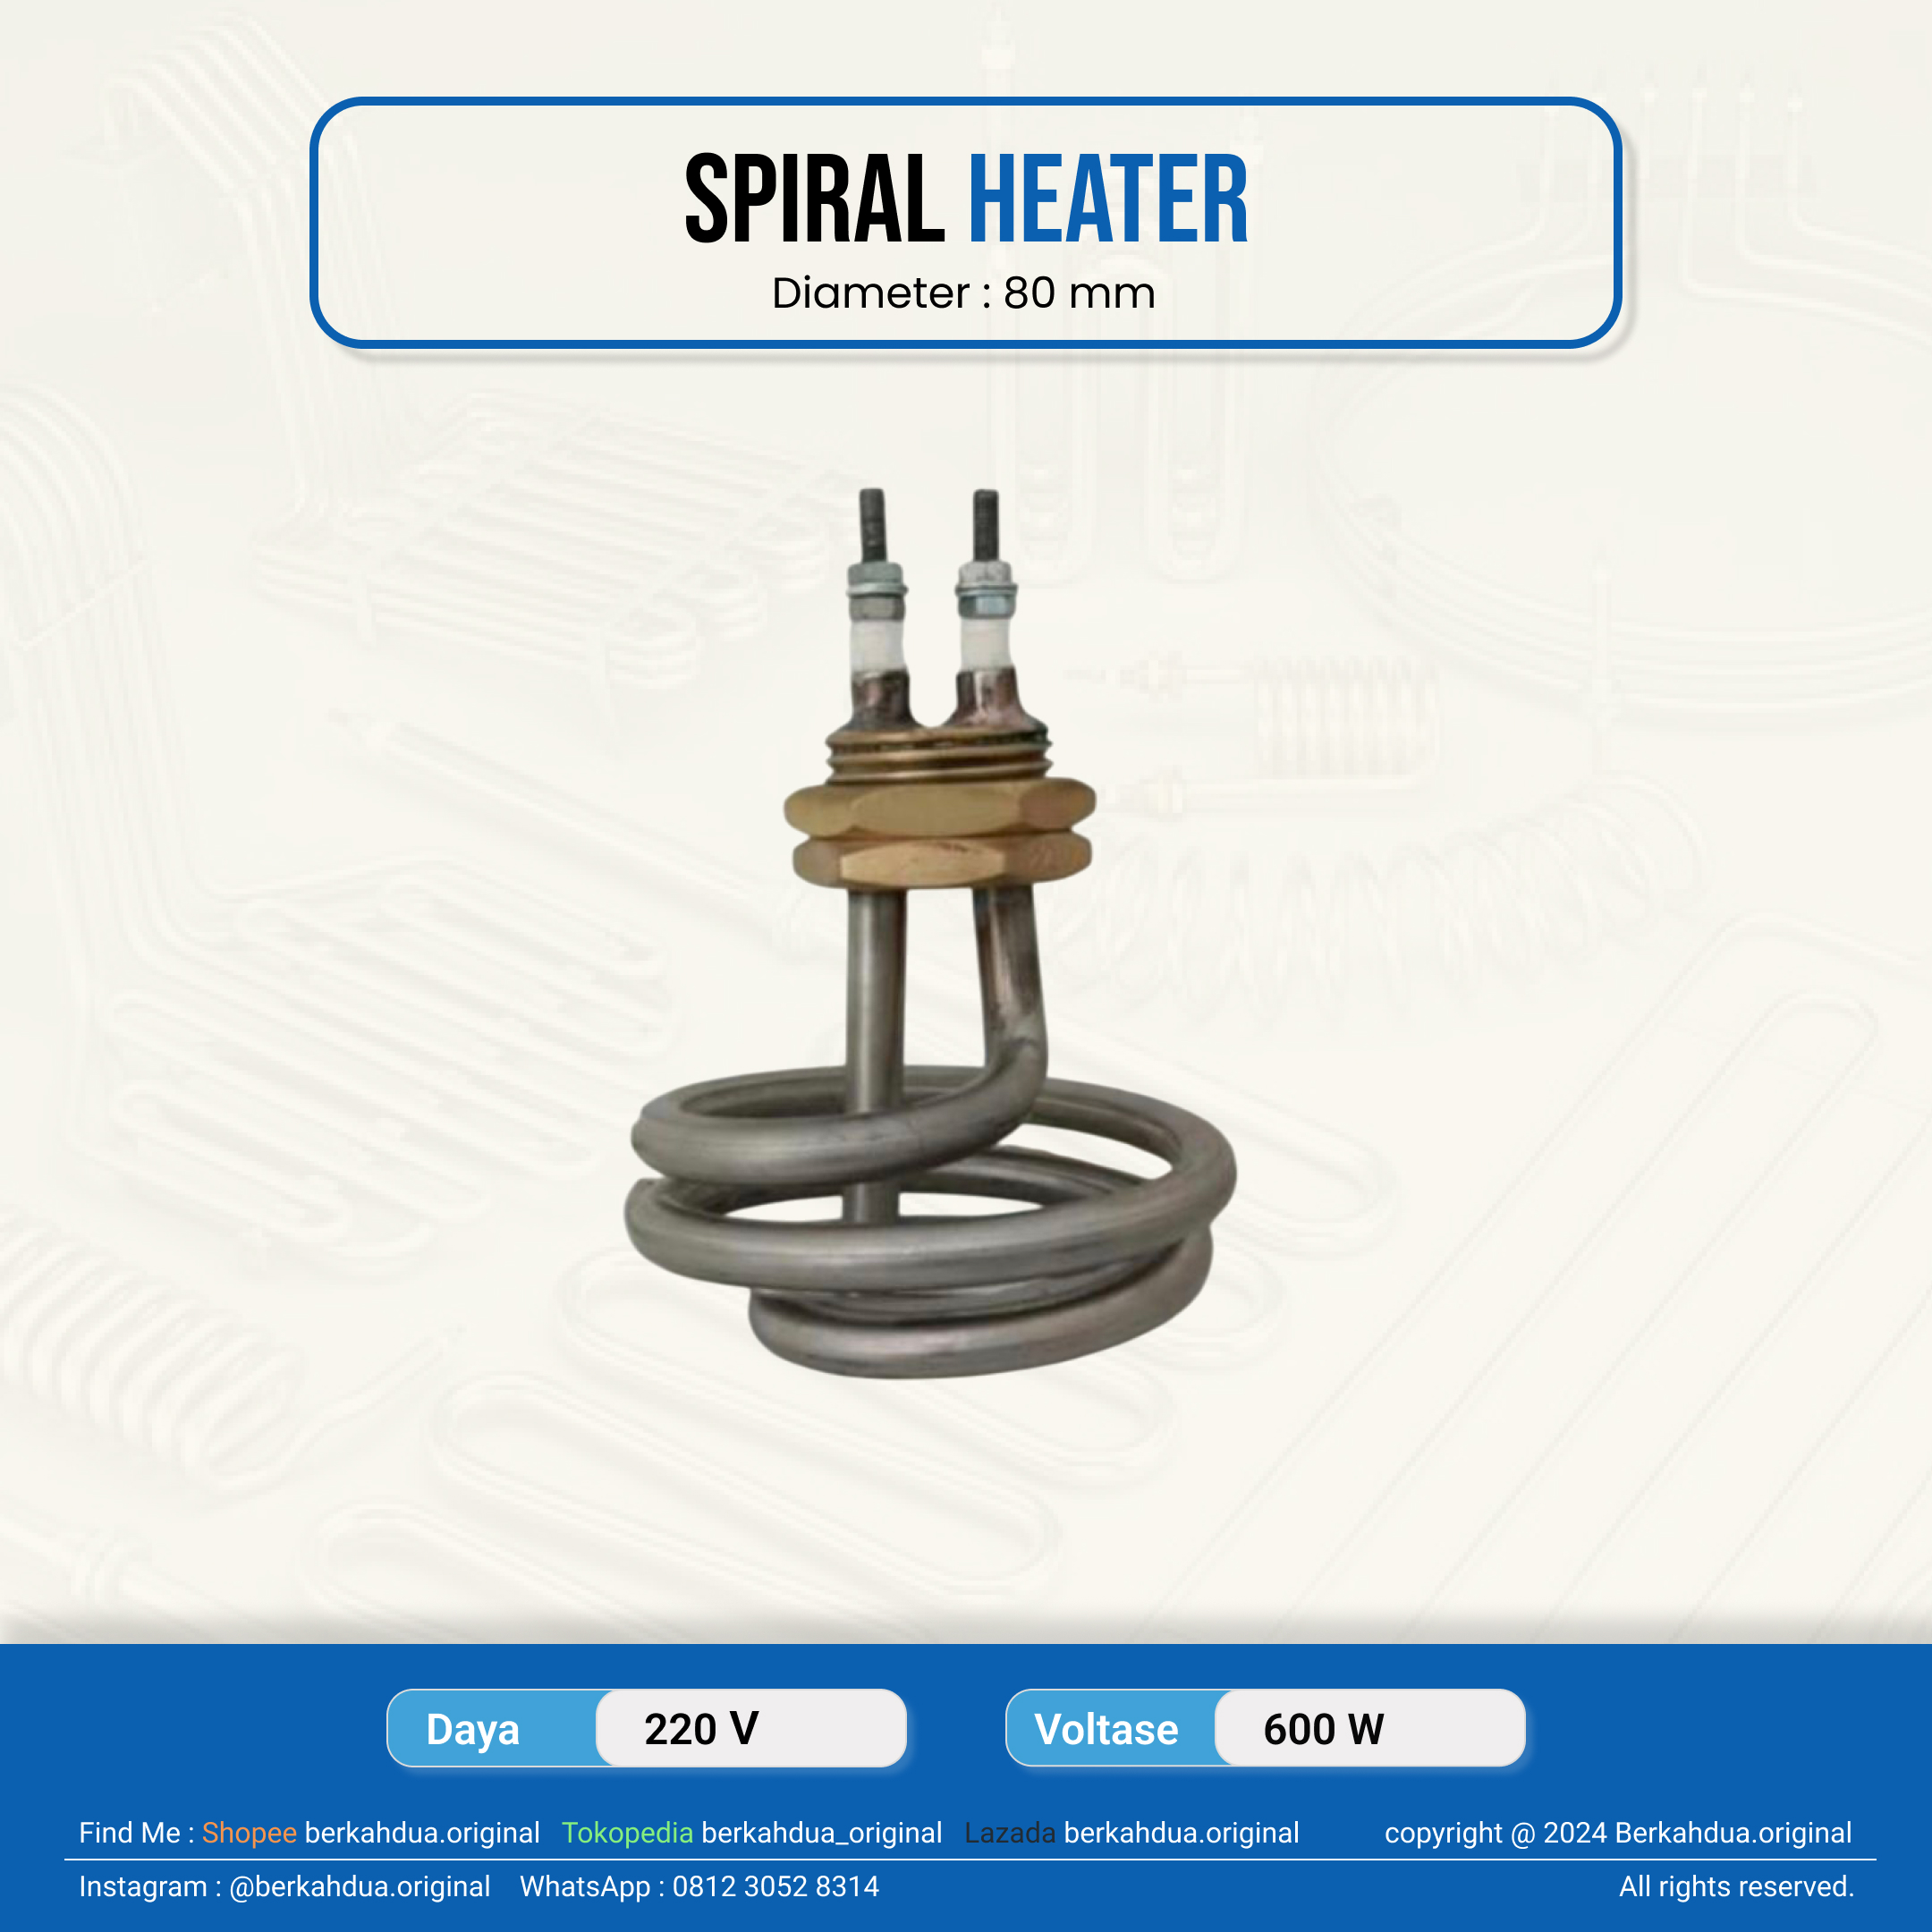 SPIRAL HEATER
Diameter : 80 mm
Daya 220 V
Voltase 600 W
Find Me : Shopee berkahdua.original Tokopedia berkahdua_original Lazada berkahdua.original
copyright @ 2024 Berkahdua.original
Instagram : @berkahdua.original WhatsApp : 0812 3052 8314
All rights reserved.